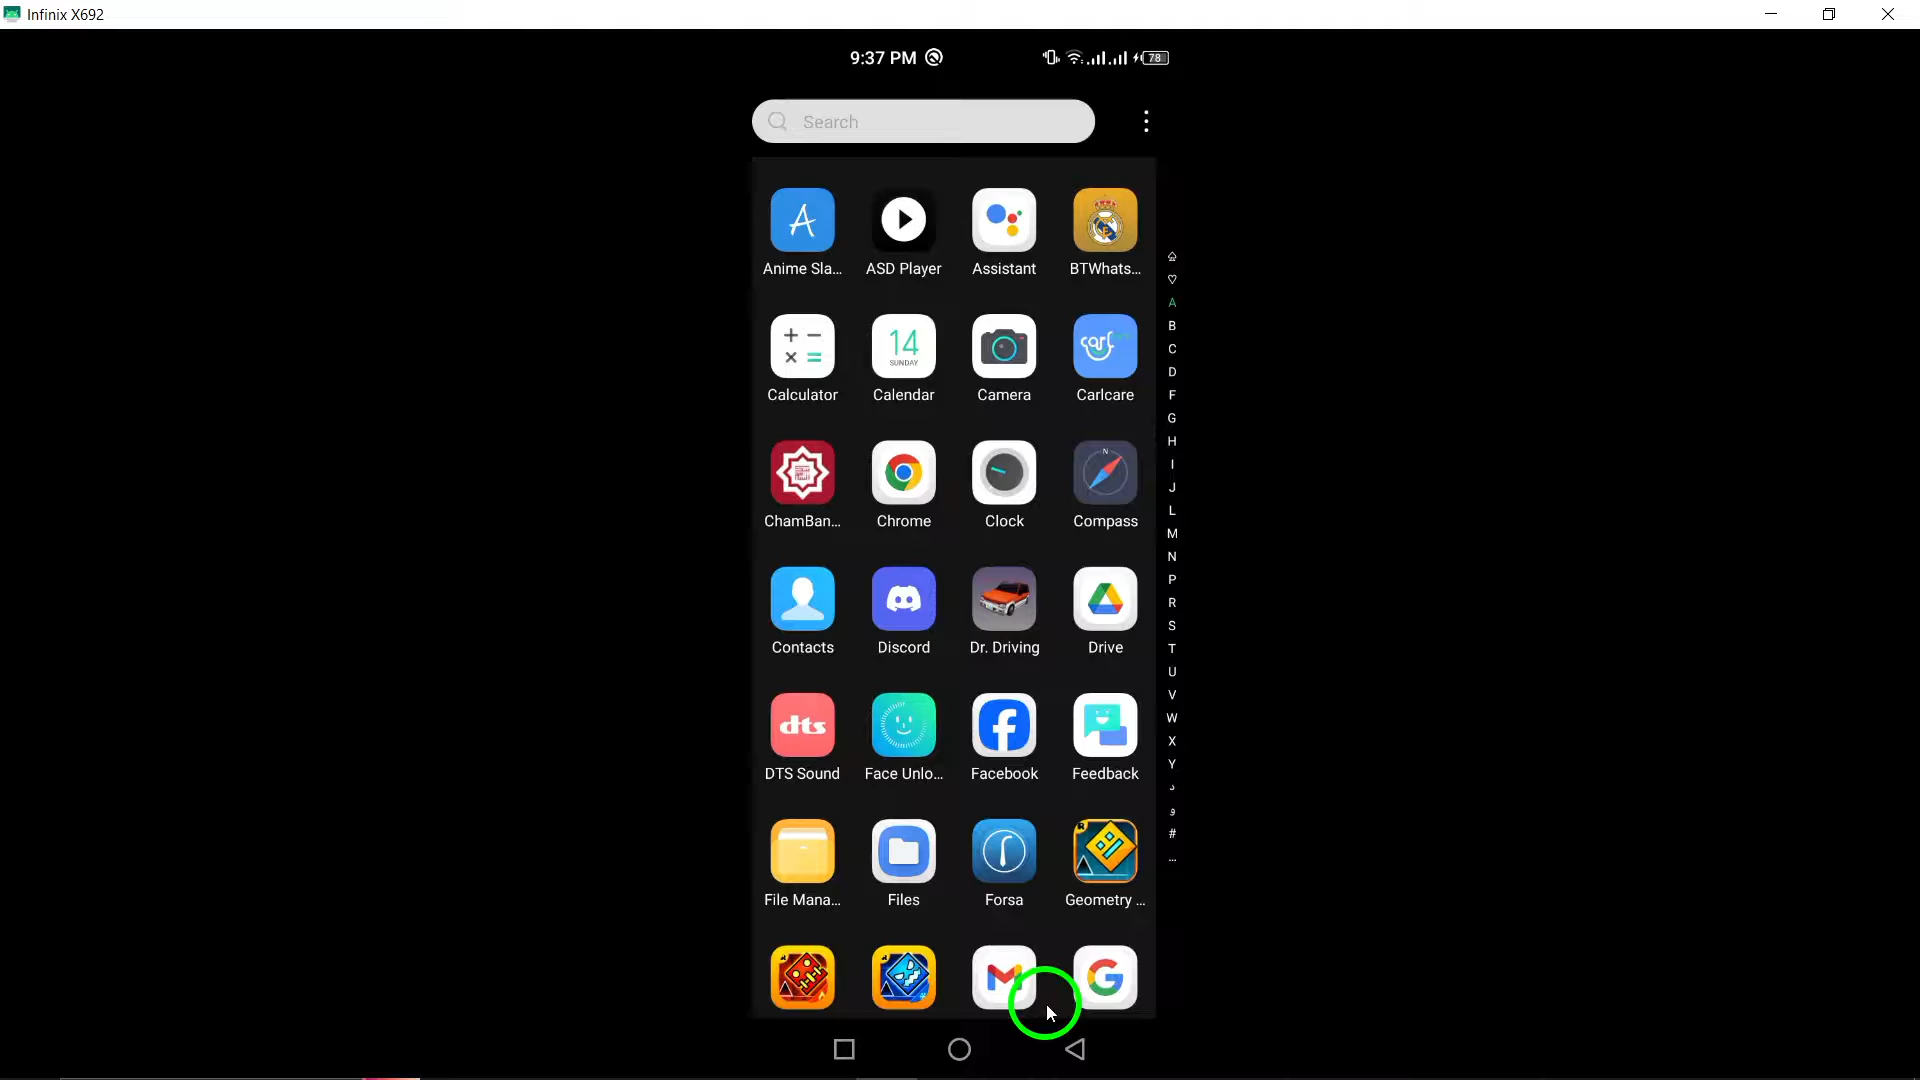 Infinix X692
9:37 PM
78
Search
Anime Sla... ASD Player Assistant BTWhats...
14
SUNDAY
carl
Calculator Calendar Camera Carlcare
N
ChamBan... Chrome Clock Compass
Contacts Discord Dr. Driving Drive
dts
DTS Sound Face Unlo... Facebook Feedback
File Mana... Files Forsa Geometry ...
A
B
C
D
F
G
H
I
J
L
M
N
P
R
S
T
U
V
W
X
Y
د
و
#
...